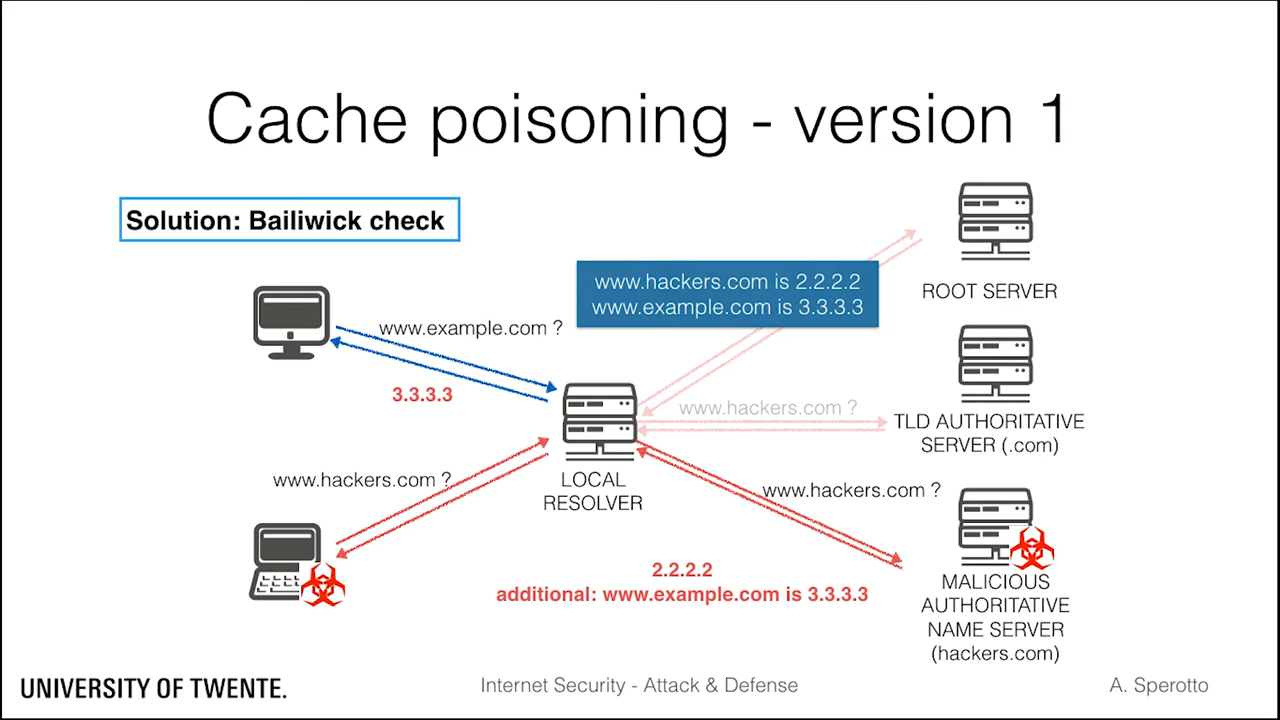 Cache poisoning - version 1
Solution: Bailiwick check
www.hackers.com is 2.2.2.2
www.example.com is 3.3.3.3
ROOT SERVER
www.example.com ?
3.3.3.3
www.hackers.com ?
TLD AUTHORITATIVE
SERVER (.com)
www.hackers.com ?
LOCAL
RESOLVER
www.hackers.com ?
2.2.2.2
additional: www.example.com is 3.3.3.3
MALICIOUS
AUTHORITATIVE
NAME SERVER
(hackers.com)
UNIVERSITY OF TWENTE.
Internet Security - Attack & Defense
A. Sperotto